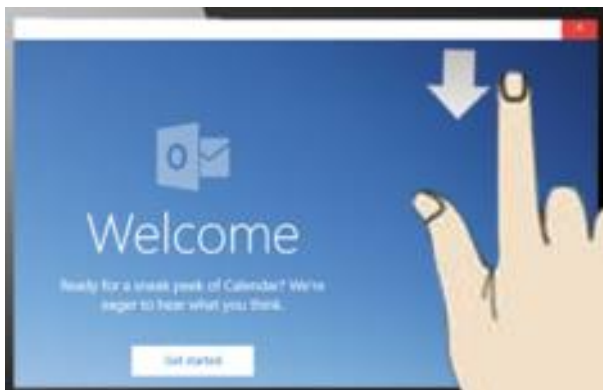 O
Welcome
Ready for a sneak peek of Calendar? We're
eager to hear what you think.
Get started